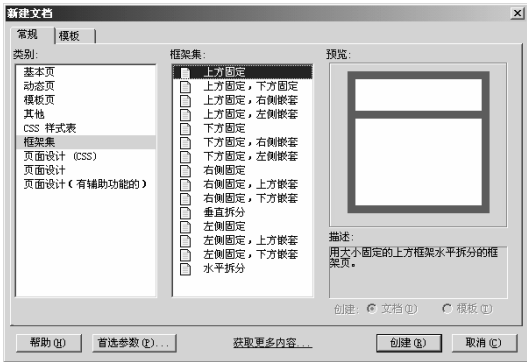 新建文档
常规 模板
类别:
基本页
动态页
模板页
其他
CSS 样式表
框架集
页面设计 (CSS)
页面设计
页面设计(有辅助功能的)
框架集:
上方固定
上方固定,下方固定
上方固定,右侧嵌套
上方固定,左侧嵌套
下方固定
下方固定,右侧嵌套
下方固定,左侧嵌套
右侧固定
右侧固定,上方嵌套
右侧固定,下方嵌套
垂直拆分
左侧固定
左侧固定,上方嵌套
左侧固定,下方嵌套
水平拆分
预览:
描述:
用大小固定的上方框架水平拆分的框
架页。
创建: 文档(D) 模板(T)
帮助(H) 首选参数(P)... 获取更多内容... 创建(R) 取消(C)